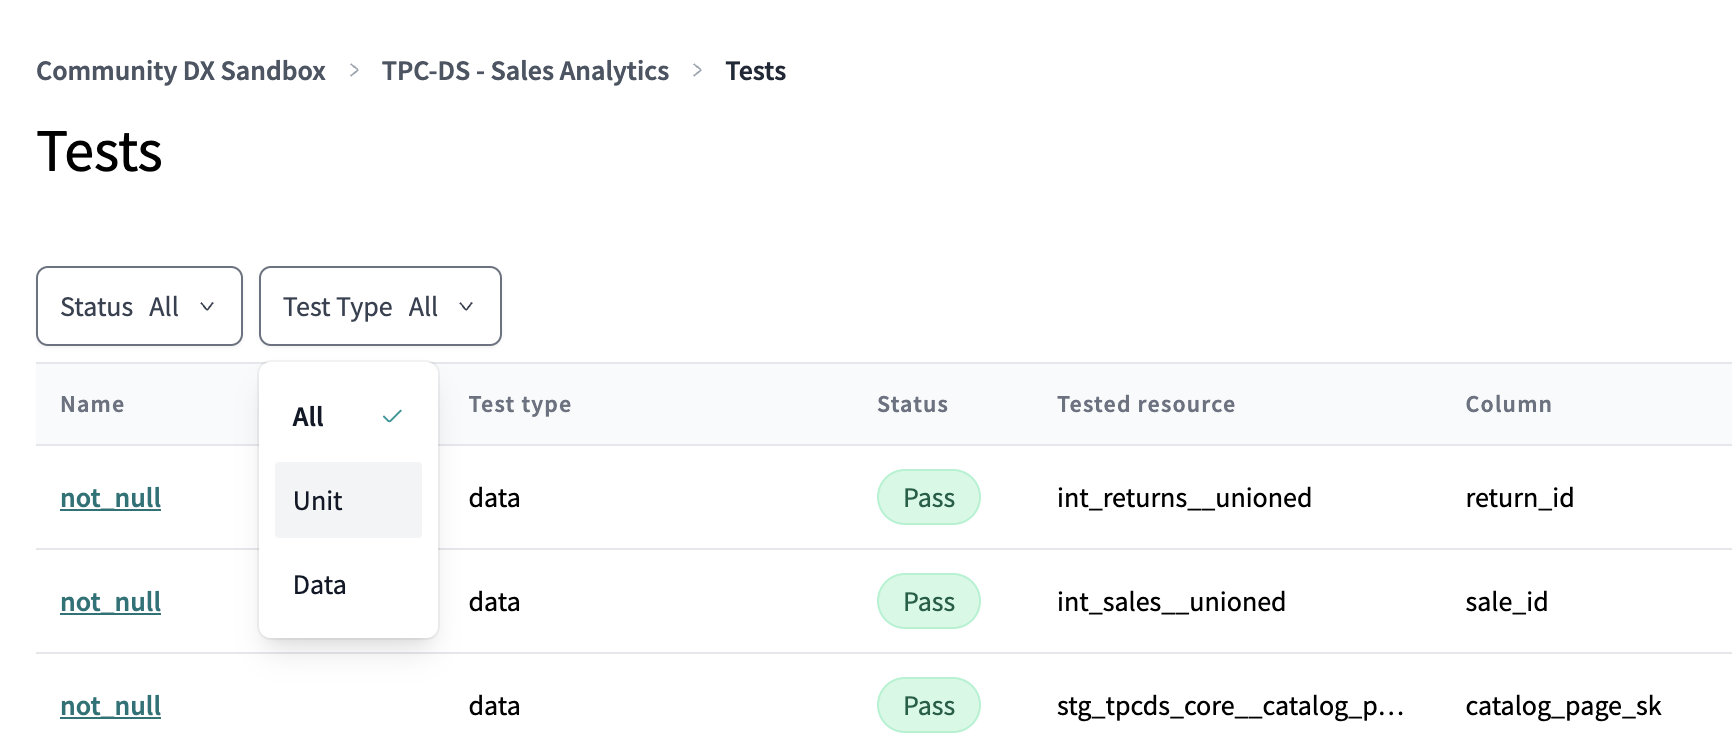 Community DX Sandbox > TPC-DS - Sales Analytics > Tests
Tests
Status All
Test Type All
Name Test type Status Tested resource Column
All
Unit
Data
not_null data Pass int_returns__unioned return_id
not_null data Pass int_sales__unioned sale_id
not_null data Pass stg_tpcds_core__catalog_p... catalog_page_sk